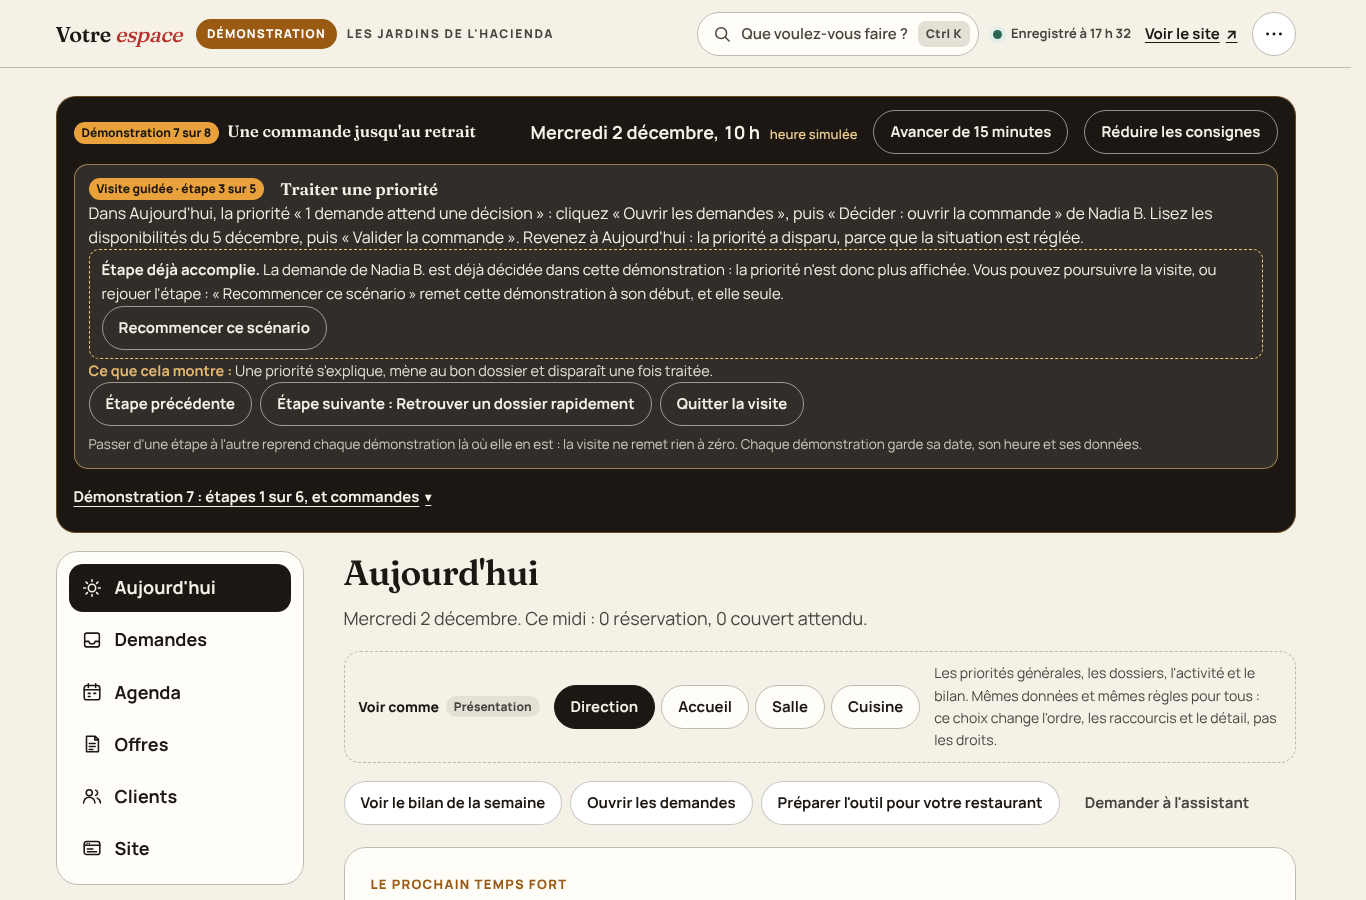 Votre espace DÉMONSTRATION LES JARDINS DE L'HACIENDA Que voulez-vous faire ? Ctrl K Enregistré à 17 h 32 Voir le site ↗ ···
Démonstration 7 sur 8 Une commande jusqu'au retrait Mercredi 2 décembre, 10 h heure simulée Avancer de 15 minutes Réduire les consignes
Visite guidée · étape 3 sur 5 Traiter une priorité
Dans Aujourd'hui, la priorité « 1 demande attend une décision » : cliquez « Ouvrir les demandes », puis « Décider : ouvrir la commande » de Nadia B. Lisez les
disponibilités du 5 décembre, puis « Valider la commande ». Revenez à Aujourd'hui : la priorité a disparu, parce que la situation est réglée.
Étape déjà accomplie. La demande de Nadia B. est déjà décidée dans cette démonstration : la priorité n'est donc plus affichée. Vous pouvez poursuivre la visite, ou
rejouer l'étape : « Recommencer ce scénario » remet cette démonstration à son début, et elle seule.
Recommencer ce scénario
Ce que cela montre : Une priorité s'explique, mène au bon dossier et disparaît une fois traitée.
Étape précédente Étape suivante : Retrouver un dossier rapidement Quitter la visite
Passer d'une étape à l'autre reprend chaque démonstration là où elle en est : la visite ne remet rien à zéro. Chaque démonstration garde sa date, son heure et ses données.
Démonstration 7 : étapes 1 sur 6, et commandes ▾
Aujourd'hui
Demandes
Agenda
Offres
Clients
Site
Aujourd'hui
Mercredi 2 décembre. Ce midi : 0 réservation, 0 couvert attendu.
Voir comme Présentation Direction Accueil Salle Cuisine
Les priorités générales, les dossiers, l'activité et le
bilan. Mêmes données et mêmes règles pour tous :
ce choix change l'ordre, les raccourcis et le détail, pas
les droits.
Voir le bilan de la semaine Ouvrir les demandes Préparer l'outil pour votre restaurant Demander à l'assistant
LE PROCHAIN TEMPS FORT